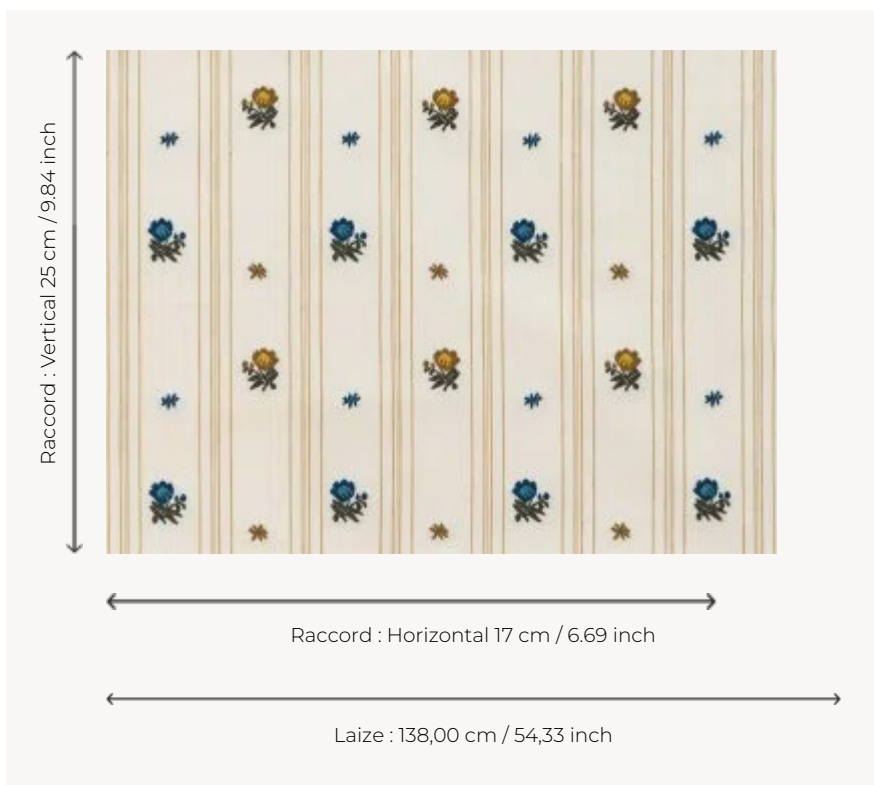 Raccord : Vertical 25 cm / 9.84 inch
Raccord : Horizontal 17 cm / 6.69 inch
Laize : 138,00 cm / 54,33 inch